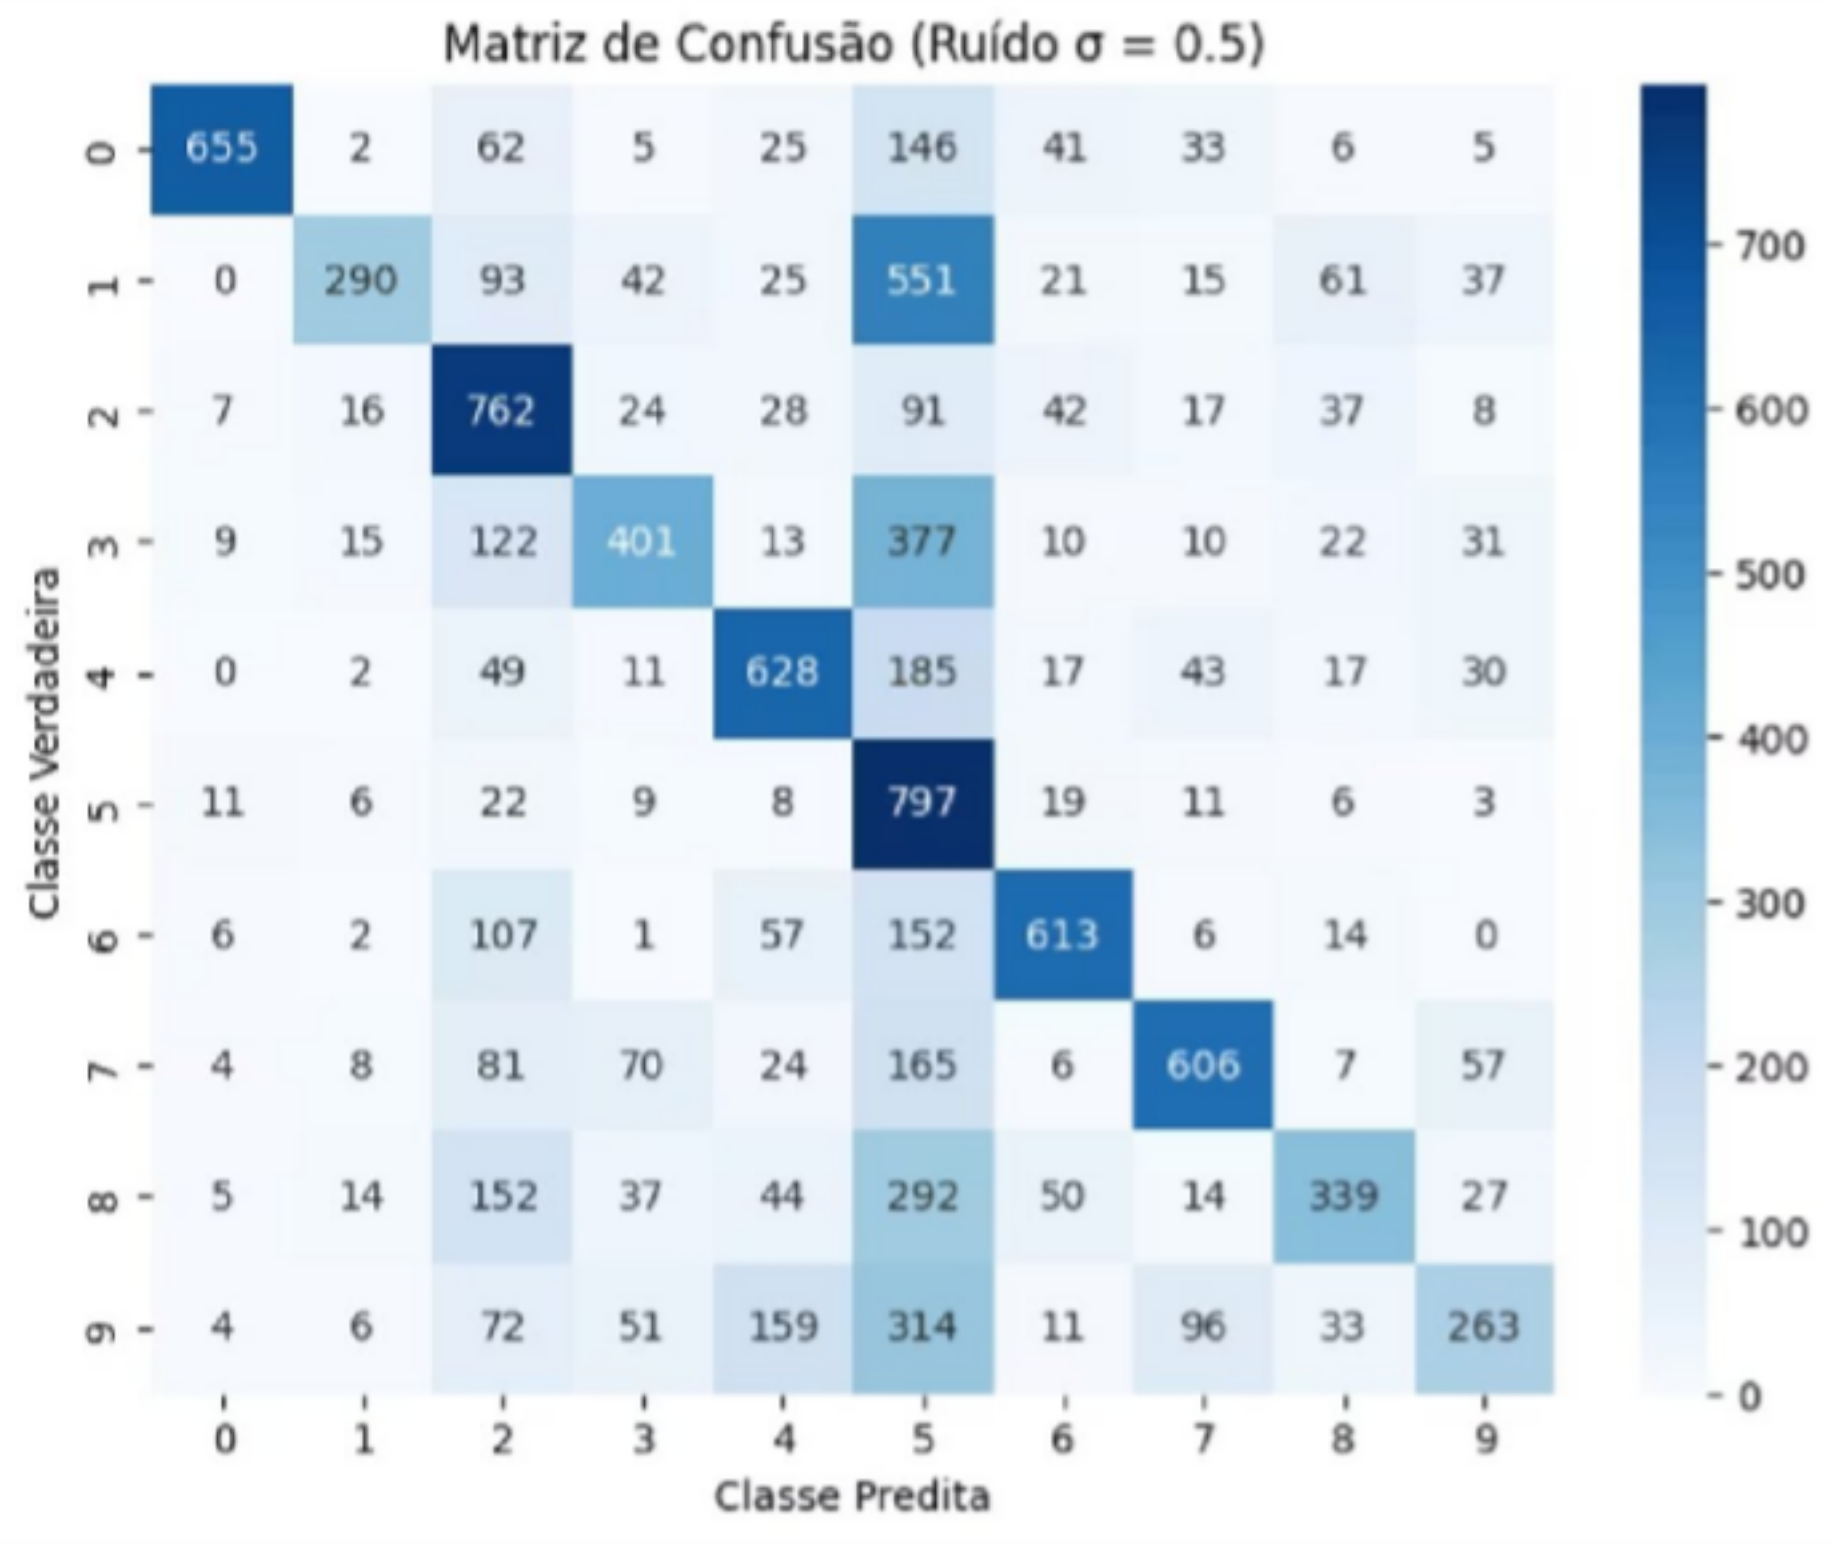 Matriz de Confusão (Ruído σ = 0.5)
0 655 2 62 5 25 146 41 33 6 5
1 0 290 93 42 25 551 21 15 61 37
2 7 16 762 24 28 91 42 17 37 8
3 9 15 122 401 13 377 10 10 22 31
4 0 2 49 11 628 185 17 43 17 30
5 11 6 22 9 8 797 19 11 6 3
6 6 2 107 1 57 152 613 6 14 0
7 4 8 81 70 24 165 6 606 7 57
8 5 14 152 37 44 292 50 14 339 27
9 4 6 72 51 159 314 11 96 33 263
0 1 2 3 4 5 6 7 8 9
Classe Predita
Classe Verdadeira
700
600
500
400
300
200
100
0